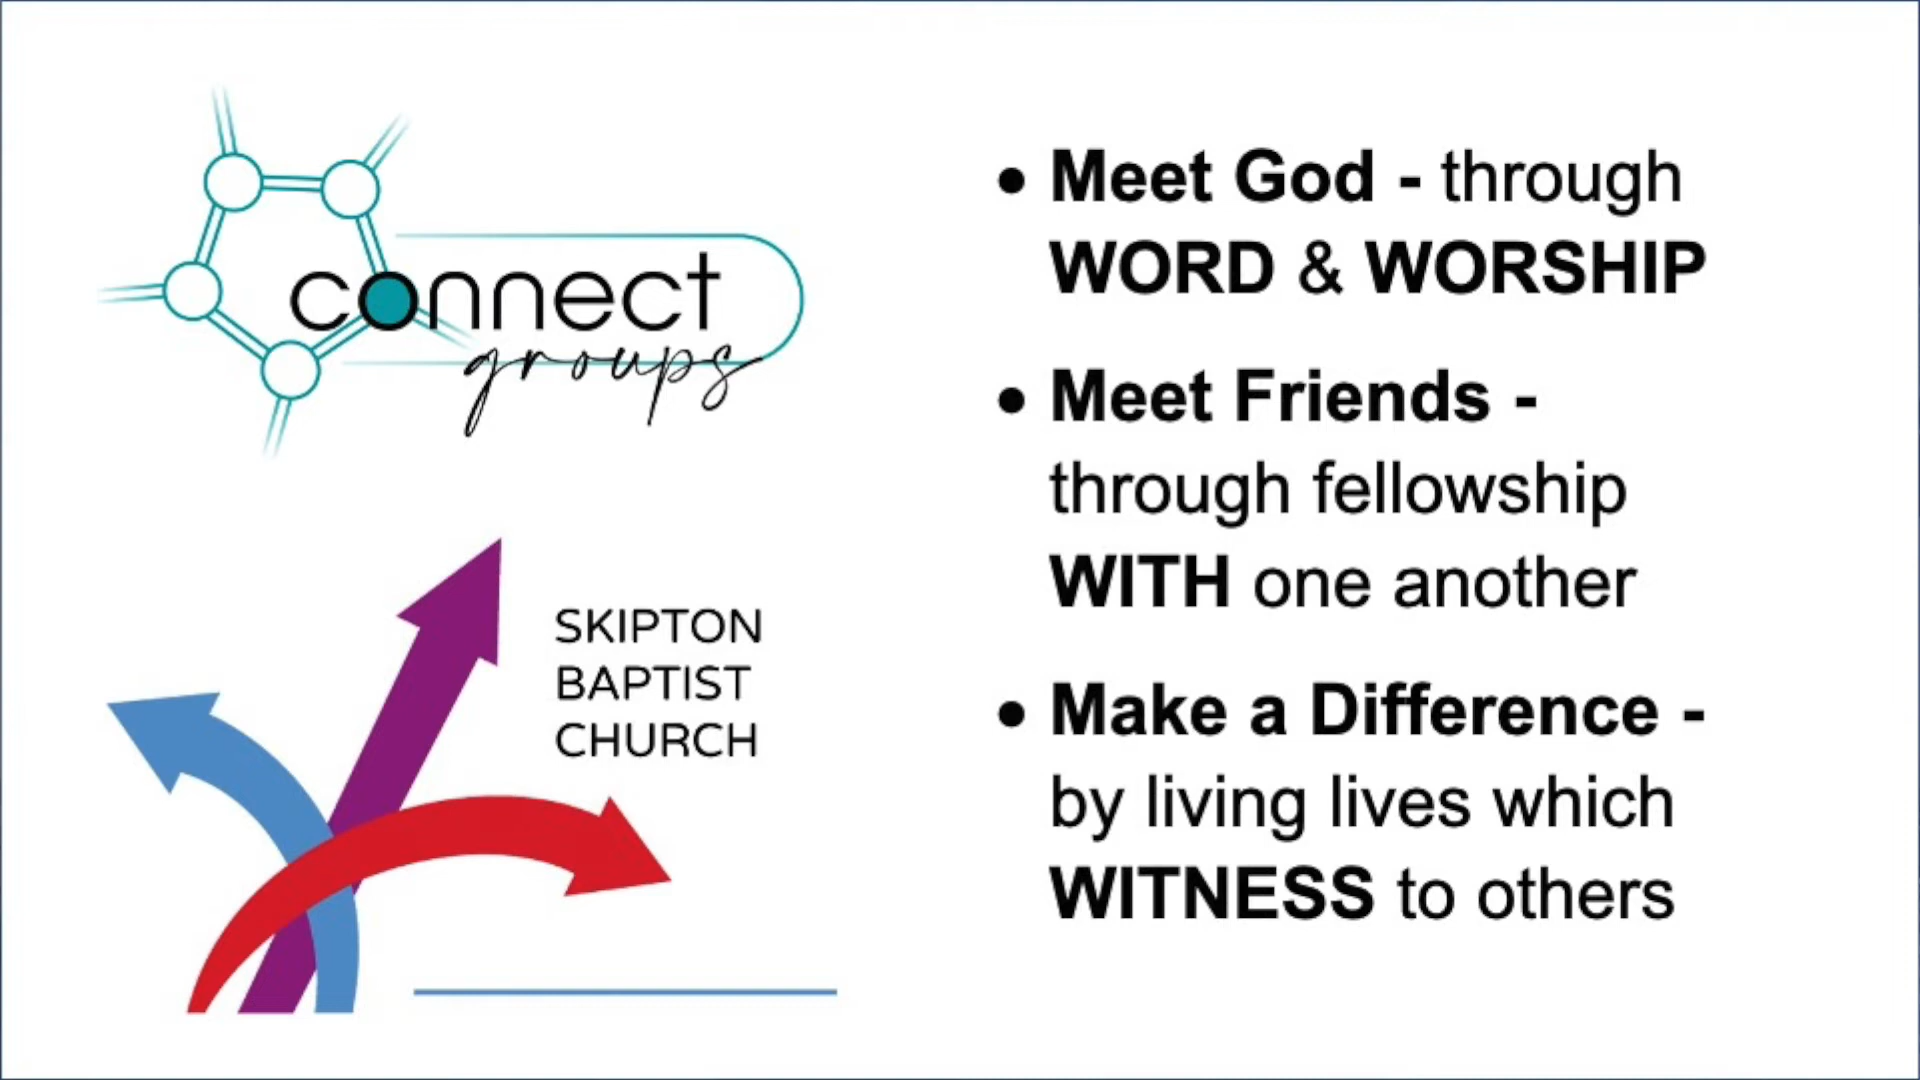 connect
groups
SKIPTON
BAPTIST
CHURCH
• Meet God - through
WORD & WORSHIP
• Meet Friends -
through fellowship
WITH one another
• Make a Difference -
by living lives which
WITNESS to others